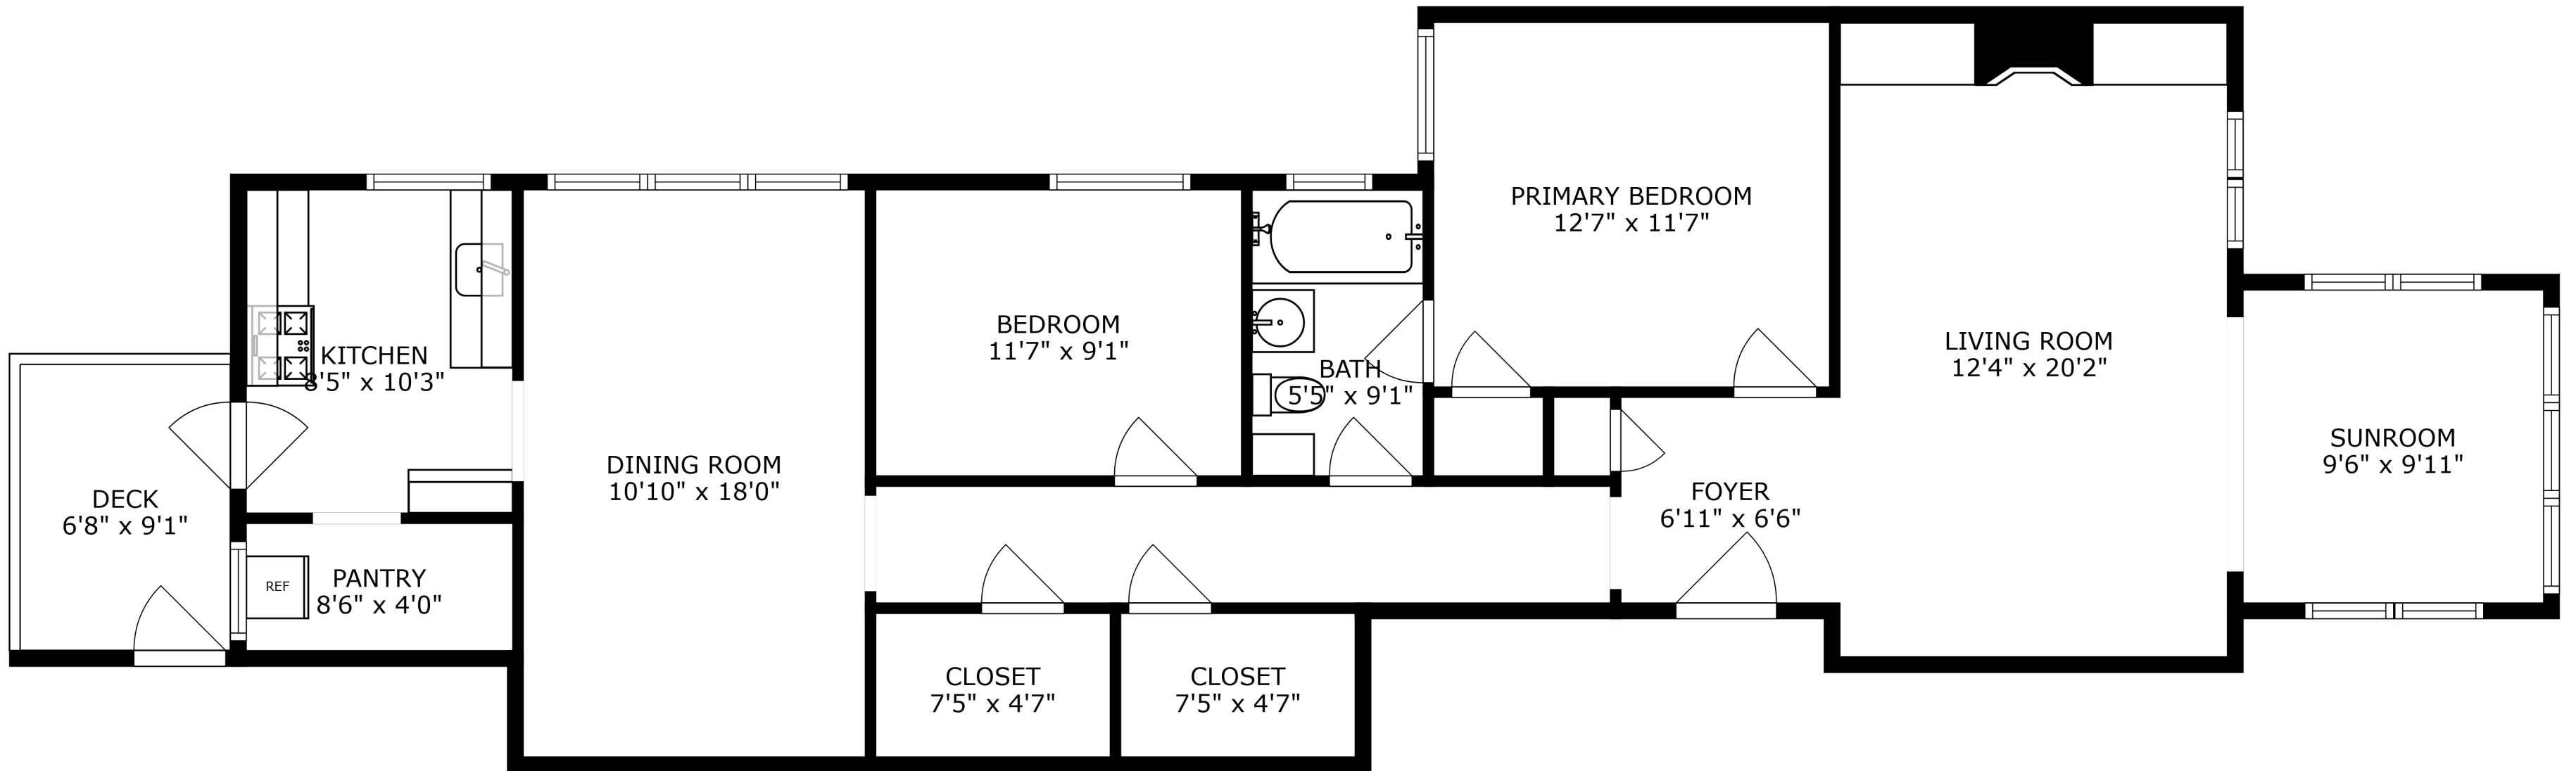 PRIMARY BEDROOM
12'7" x 11'7"
BEDROOM
11'7" x 9'1"
LIVING ROOM
12'4" x 20'2"
KITCHEN
8'5" x 10'3"
BATH
5'5" x 9'1"
SUNROOM
9'6" x 9'11"
DINING ROOM
10'10" x 18'0"
FOYER
6'11" x 6'6"
DECK
6'8" x 9'1"
REF
PANTRY
8'6" x 4'0"
CLOSET
7'5" x 4'7"
CLOSET
7'5" x 4'7"